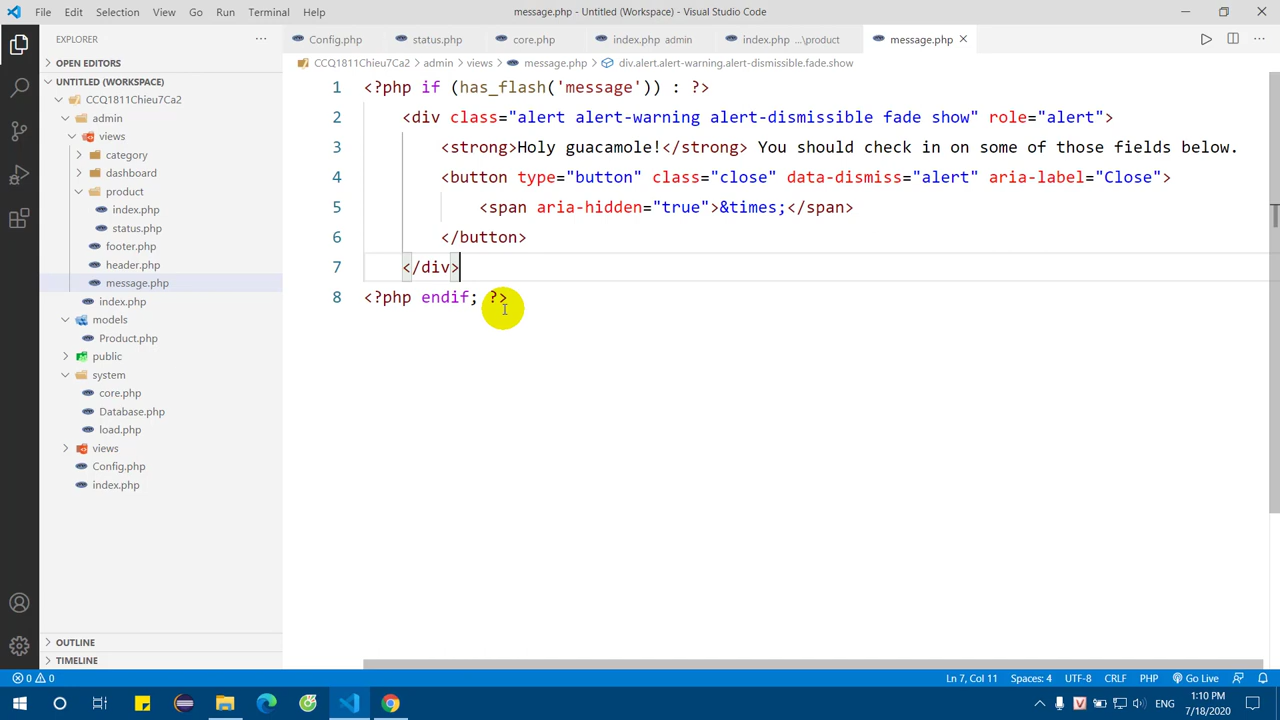 File Edit Selection View Go Run Terminal Help
message.php - Untitled (Workspace) - Visual Studio Code
EXPLORER
Config.php status.php core.php index.php admin index.php ...\product message.php
OPEN EDITORS
CCQ1811Chieu7Ca2 > admin > views > message.php > div.alert.alert-warning.alert-dismissible.fade.show
UNTITLED (WORKSPACE)
CCQ1811Chieu7Ca2
admin
views
category
dashboard
product
index.php
status.php
footer.php
header.php
message.php
index.php
models
Product.php
public
system
core.php
Database.php
load.php
views
Config.php
index.php
OUTLINE
TIMELINE
1 <?php if (has_flash('message')) : ?>
2 <div class="alert alert-warning alert-dismissible fade show" role="alert">
3 <strong>Holy guacamole!</strong> You should check in on some of those fields below.
4 <button type="button" class="close" data-dismiss="alert" aria-label="Close">
5 <span aria-hidden="true">&times;</span>
6 </button>
7 </div>
8 <?php endif; ?>
0 0
Ln 7, Col 11 Spaces: 4 UTF-8 CRLF PHP Go Live
ENG
1:10 PM
7/18/2020